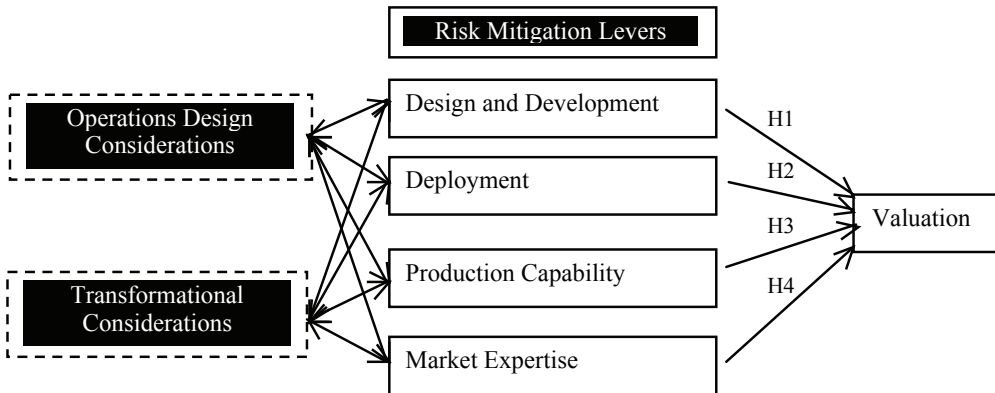 Risk Mitigation Levers
Operations Design
Considerations
Transformational
Considerations
Design and Development
Deployment
Production Capability
Market Expertise
H1
H2
H3
H4
Valuation